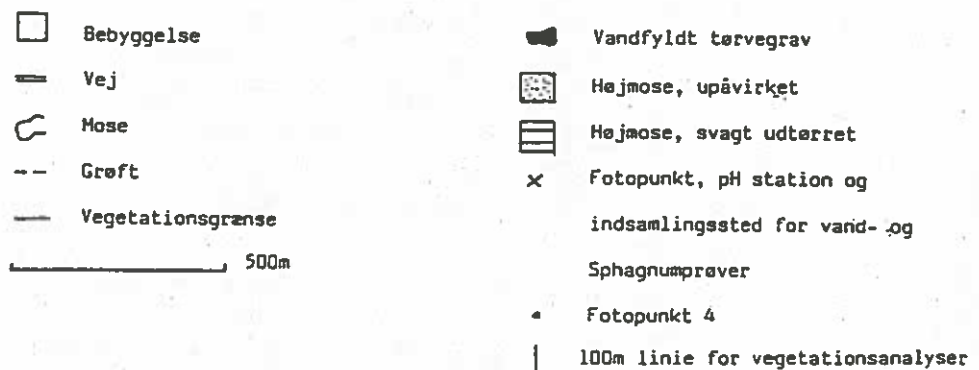 Bebyggelse
Vej
Mose
Grøft
Vegetationsgrænse
500m
Vandfyldt tørvegrav
Højmose, upåvirket
Højmose, svagt udtørret
Fotopunkt, pH station og
indsamlingssted for vand- og
Sphagnumprøver
Fotopunkt 4
100m linie for vegetationsanalyser